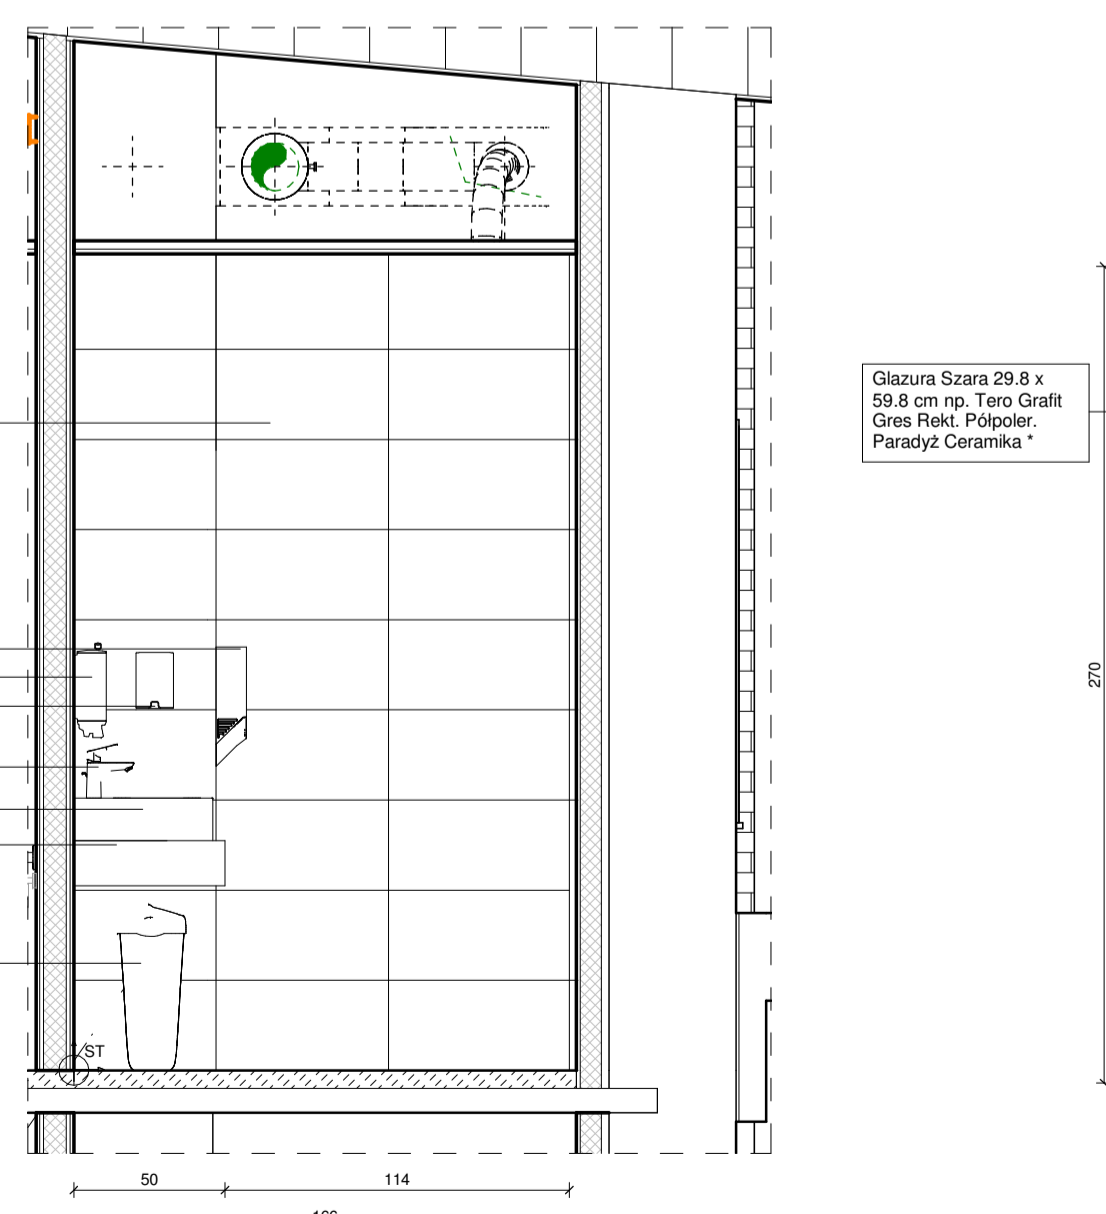 Glazura Szara 29.8 x
59.8 cm np. Tero Grafit
Gres Rekt. Półpoler.
Paradyż Ceramika *
270
ST
50
114